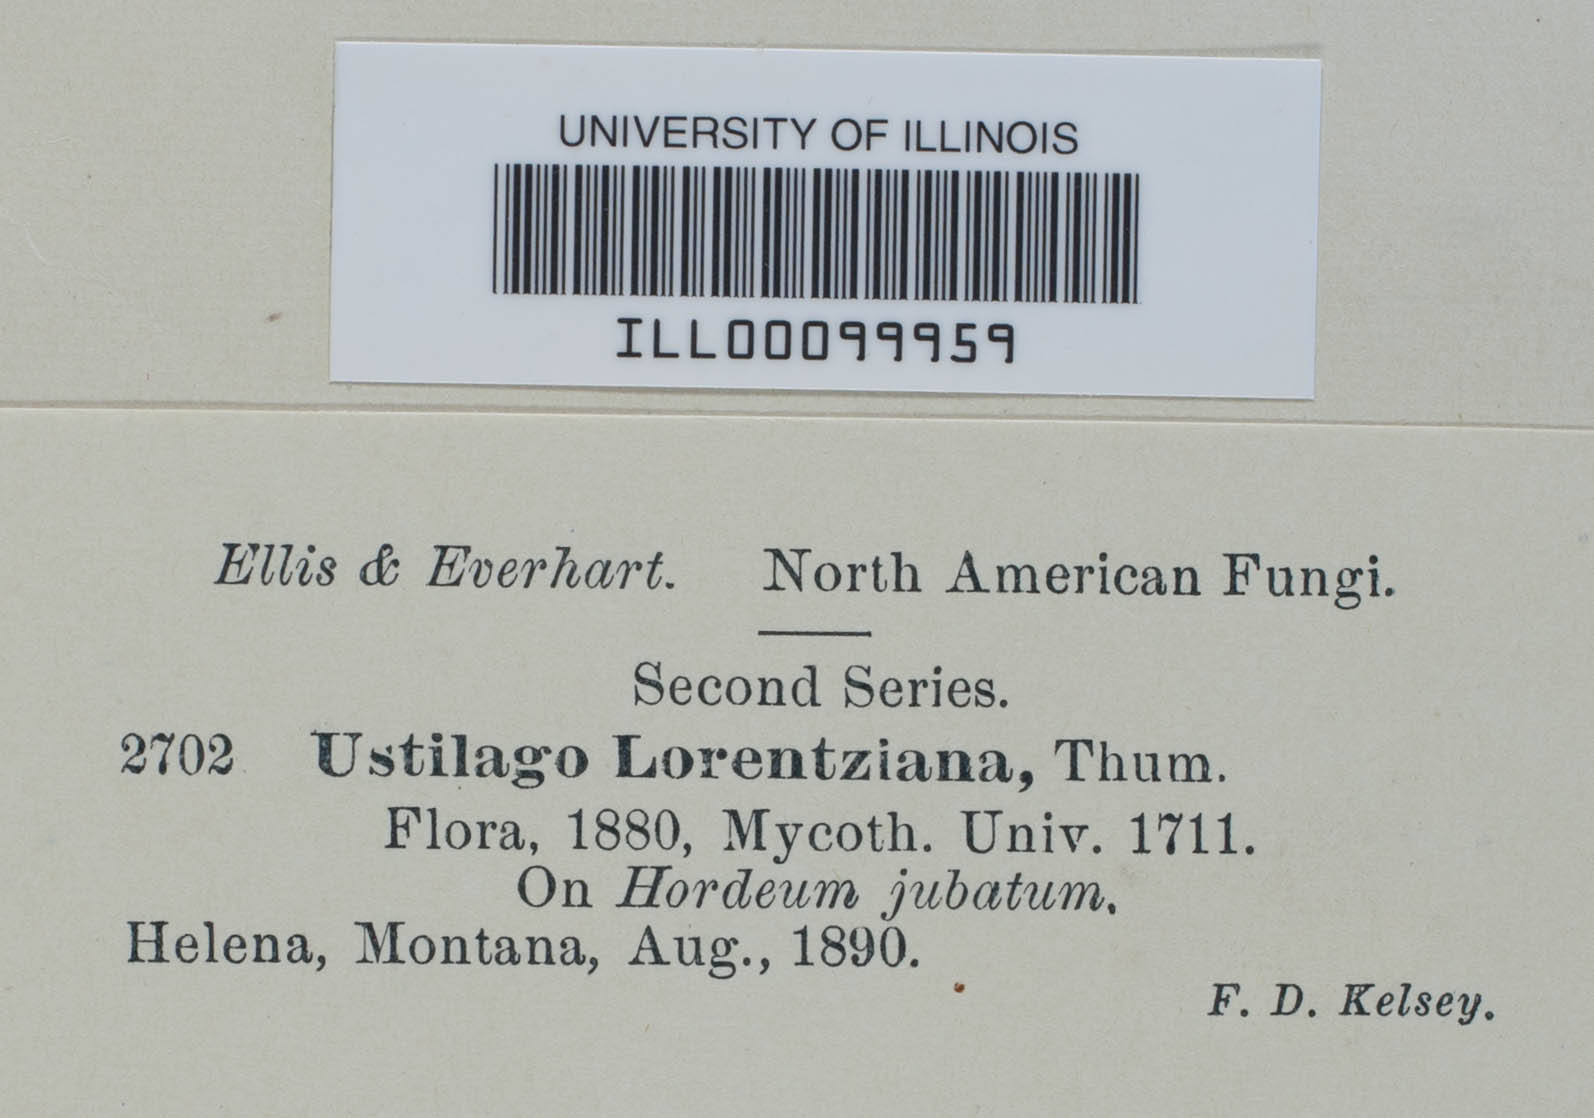 UNIVERSITY OF ILLINOIS
ILL00099959
Ellis & Everhart. North American Fungi.
Second Series.
2702 Ustilago Lorentziana, Thum.
Flora, 1880, Mycoth. Univ. 1711.
On Hordeum jubatum.
Helena, Montana, Aug., 1890.
F. D. Kelsey.